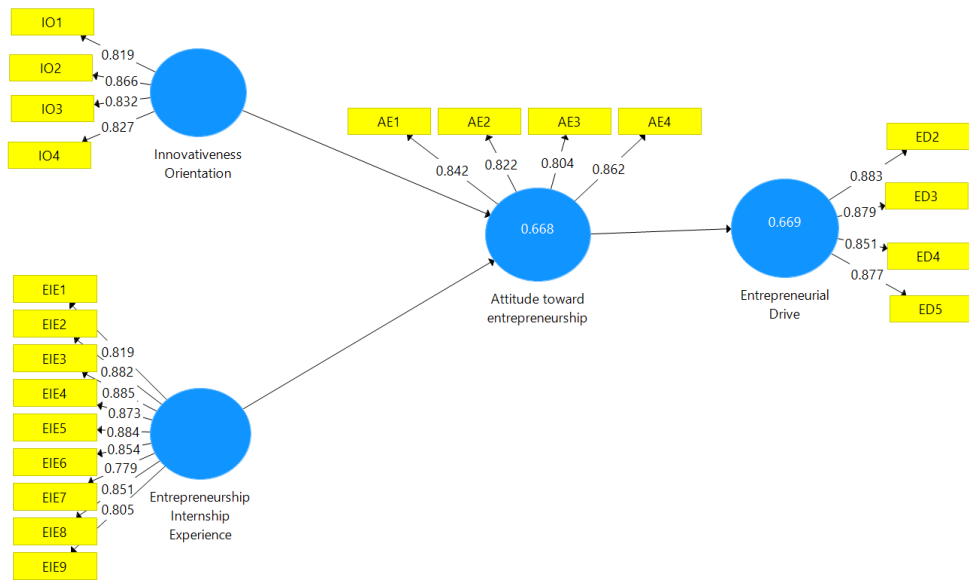 IO1
IO2
IO3
IO4
0.819
0.866
0.832
0.827
Innovativeness
Orientation
AE1
AE2
AE3
AE4
0.842
0.822
0.804
0.862
0.668
Attitude toward
entrepreneurship
ED2
ED3
ED4
ED5
0.883
0.879
0.851
0.877
0.669
Entrepreneurial
Drive
EIE1
EIE2
EIE3
EIE4
EIE5
EIE6
EIE7
EIE8
EIE9
0.819
0.882
0.885
0.873
0.884
0.854
0.779
0.851
0.805
Entrepreneurship
Internship
Experience